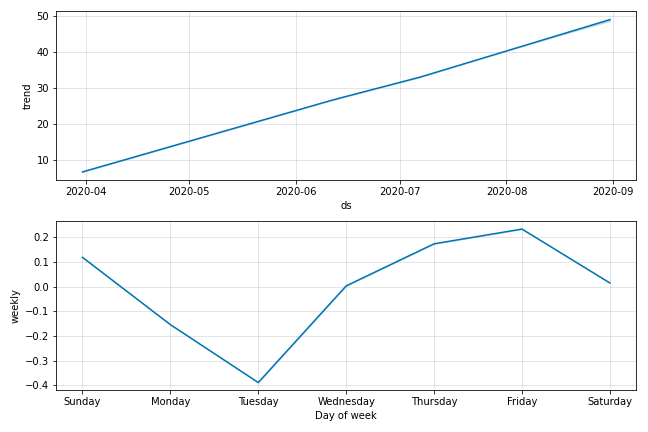 50
40
30
20
10
trend
2020-04 2020-05 2020-06 2020-07 2020-08 2020-09
ds
0.2
0.1
0.0
−0.1
−0.2
−0.3
−0.4
weekly
Sunday Monday Tuesday Wednesday Thursday Friday Saturday
Day of week